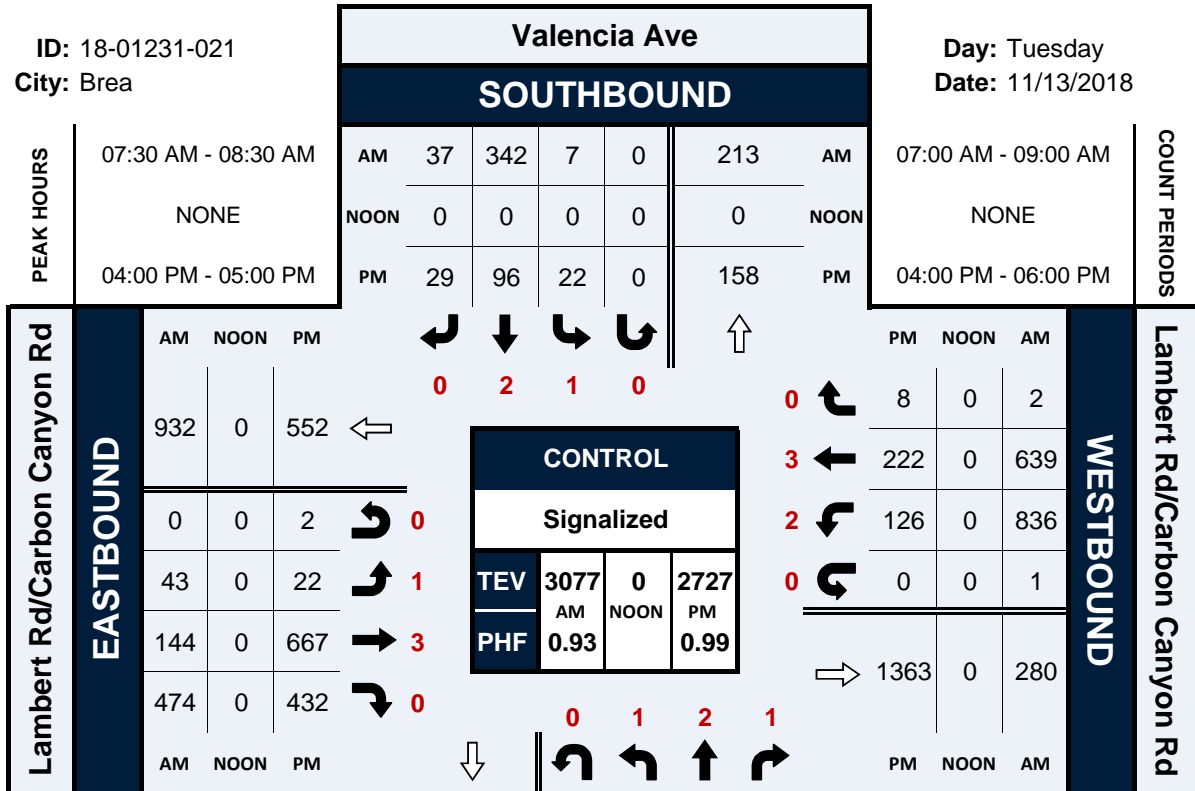 ID: 18-01231-021
City: Brea
Valencia Ave
SOUTHBOUND
Day: Tuesday
Date: 11/13/2018
PEAK HOURS
07:30 AM - 08:30 AM
NONE
04:00 PM - 05:00 PM
AM 37 342 7 0 213 AM
NOON 0 0 0 0 0 NOON
PM 29 96 22 0 158 PM
07:00 AM - 09:00 AM
NONE
04:00 PM - 06:00 PM
COUNT PERIODS
0 2 1 0
Lambert Rd/Carbon Canyon Rd
EASTBOUND
AM NOON PM
932 0 552
0 0 2 0
43 0 22 1
144 0 667 3
474 0 432 0
AM NOON PM
CONTROL
Signalized
TEV 3077 0 2727
AM NOON PM
PHF 0.93 0.99
0 1 2 1
PM NOON AM
0 8 0 2
3 222 0 639
2 126 0 836
0 0 0 1
1363 0 280
PM NOON AM
WESTBOUND
Lambert Rd/Carbon Canyon Rd